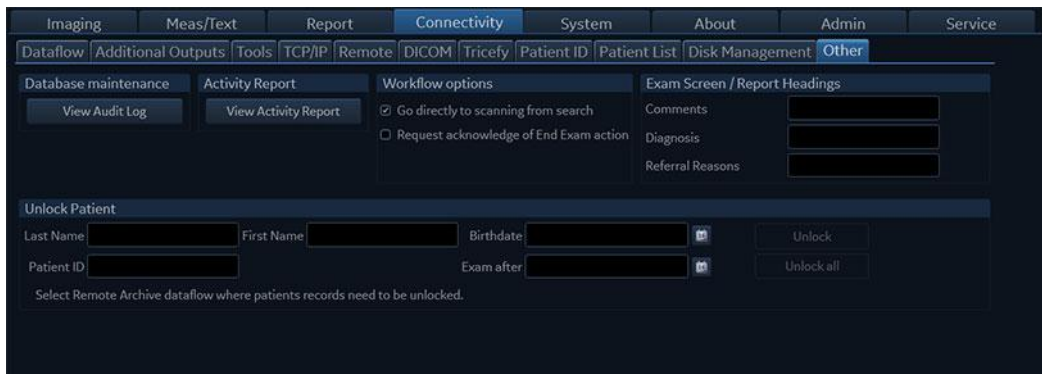 Imaging Meas/Text Report Connectivity System About Admin Service
Dataflow Additional Outputs Tools TCP/IP Remote DICOM Tricefy Patient ID Patient List Disk Management Other
Database maintenance Activity Report Workflow options Exam Screen / Report Headings
View Audit Log View Activity Report Go directly to scanning from search Comments
Request acknowledge of End Exam action Diagnosis
Referral Reasons
Unlock Patient
Last Name First Name Birthdate Unlock
Patient ID Exam after Unlock all
Select Remote Archive dataflow where patients records need to be unlocked.